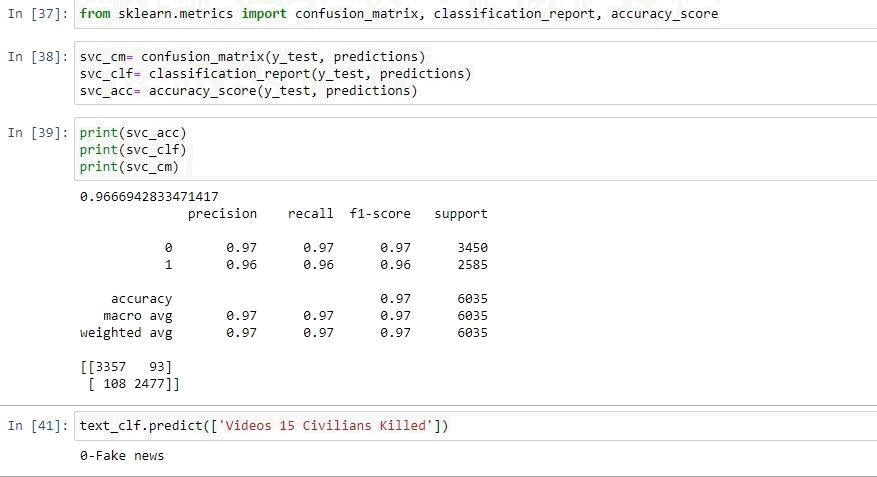 In [37]: from sklearn.metrics import confusion_matrix, classification_report, accuracy_score
In [38]: svc_cm= confusion_matrix(y_test, predictions)
svc_clf= classification_report(y_test, predictions)
svc_acc= accuracy_score(y_test, predictions)
In [39]: print(svc_acc)
print(svc_clf)
print(svc_cm)
0.9666942833471417
precision recall f1-score support
0 0.97 0.97 0.97 3450
1 0.96 0.96 0.96 2585
accuracy 0.97 6035
macro avg 0.97 0.97 0.97 6035
weighted avg 0.97 0.97 0.97 6035
[[3357 93]
[ 108 2477]]
In [41]: text_clf.predict(['Videos 15 Civilians Killed'])
0-Fake news